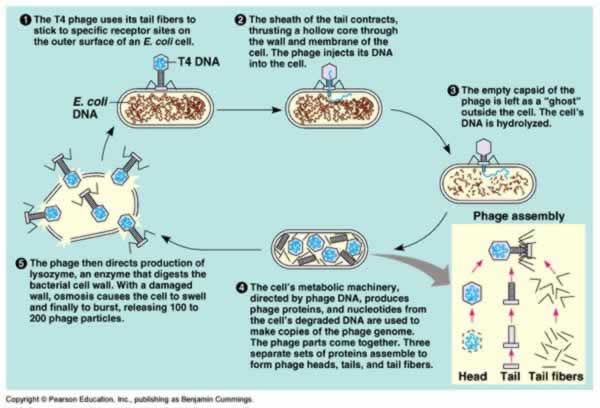 1 The T4 phage uses its tail fibers to
stick to specific receptor sites on
the outer surface of an E. coli cell.
T4 DNA
E. coli
DNA
2 The sheath of the tail contracts,
thrusting a hollow core through
the wall and membrane of the
cell. The phage injects its DNA
into the cell.
3 The empty capsid of the
phage is left as a “ghost”
outside the cell. The cell's
DNA is hydrolyzed.
Phage assembly
5 The phage then directs production of
lysozyme, an enzyme that digests the
bacterial cell wall. With a damaged
wall, osmosis causes the cell to swell
and finally to burst, releasing 100 to
200 phage particles.
4 The cell's metabolic machinery,
directed by phage DNA, produces
phage proteins, and nucleotides from
the cell's degraded DNA are used to
make copies of the phage genome.
The phage parts come together. Three
separate sets of proteins assemble to
form phage heads, tails, and tail fibers.
Head Tail Tail fibers
Copyright © Pearson Education, Inc., publishing as Benjamin Cummings.